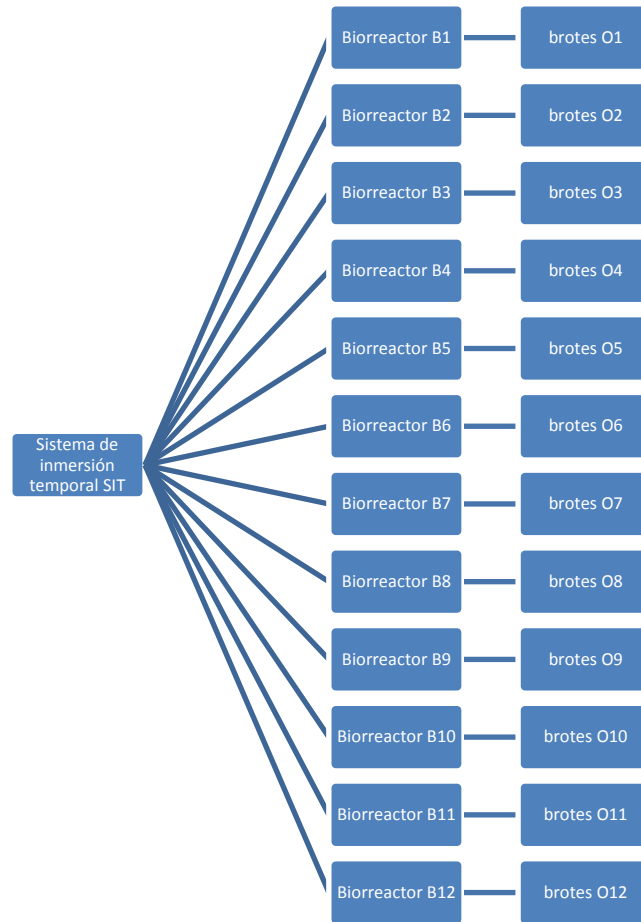 Biorreactor B1
brotes O1
Biorreactor B2
brotes O2
Biorreactor B3
brotes O3
Biorreactor B4
brotes O4
Biorreactor B5
brotes O5
Sistema de
inmersión
temporal SIT
Biorreactor B6
brotes O6
Biorreactor B7
brotes O7
Biorreactor B8
brotes O8
Biorreactor B9
brotes O9
Biorreactor B10
brotes O10
Biorreactor B11
brotes O11
Biorreactor B12
brotes O12